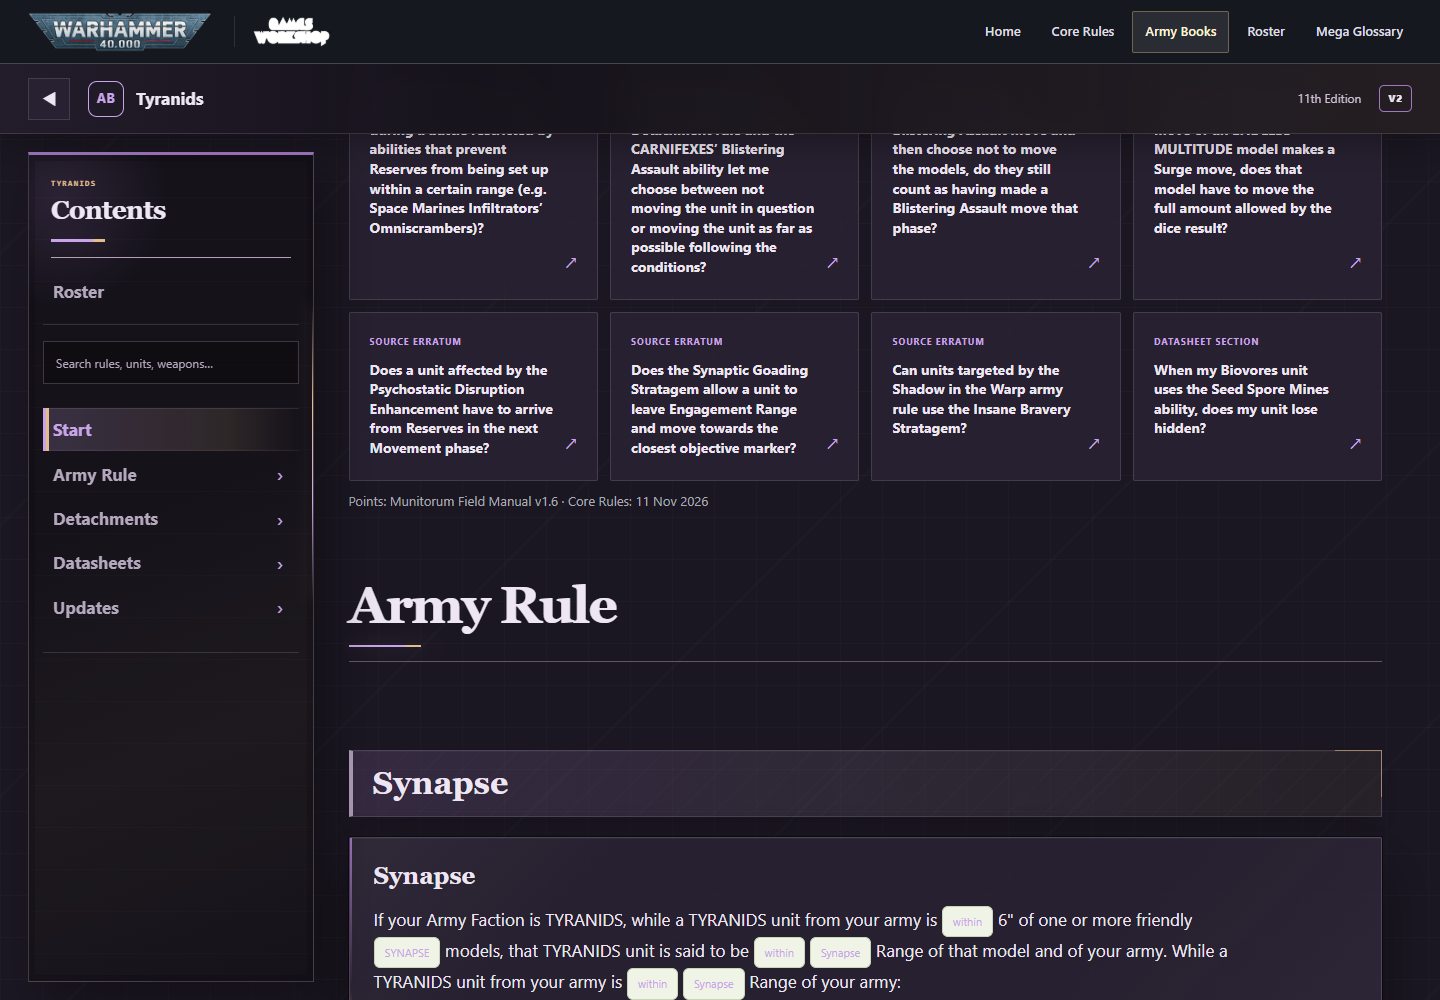 WARHAMMER
40,000
GAMES
WORKSHOP
Home
Core Rules
Army Books
Roster
Mega Glossary
◀
AB
Tyranids
11th Edition
V2
TYRANIDS
Contents
Roster
Search rules, units, weapons...
Start
Army Rule ›
Detachments ›
Datasheets ›
Updates ›
abilities that prevent
Reserves from being set up
within a certain range (e.g.
Space Marines Infiltrators’
Omniscrambers)?
↗
CARNIFEXES’ Blistering
Assault ability let me
choose between not
moving the unit in question
or moving the unit as far as
possible following the
conditions?
↗
then choose not to move
the models, do they still
count as having made a
Blistering Assault move that
phase?
↗
MULTITUDE model makes a
Surge move, does that
model have to move the
full amount allowed by the
dice result?
↗
SOURCE ERRATUM
Does a unit affected by the
Psychostatic Disruption
Enhancement have to arrive
from Reserves in the next
Movement phase?
↗
SOURCE ERRATUM
Does the Synaptic Goading
Stratagem allow a unit to
leave Engagement Range
and move towards the
closest objective marker?
↗
SOURCE ERRATUM
Can units targeted by the
Shadow in the Warp army
rule use the Insane Bravery
Stratagem?
↗
DATASHEET SECTION
When my Biovores unit
uses the Seed Spore Mines
ability, does my unit lose
hidden?
↗
Points: Munitorum Field Manual v1.6 · Core Rules: 11 Nov 2026
Army Rule
Synapse
Synapse
If your Army Faction is TYRANIDS, while a TYRANIDS unit from your army is within 6" of one or more friendly
SYNAPSE models, that TYRANIDS unit is said to be within Synapse Range of that model and of your army. While a
TYRANIDS unit from your army is within Synapse Range of your army: